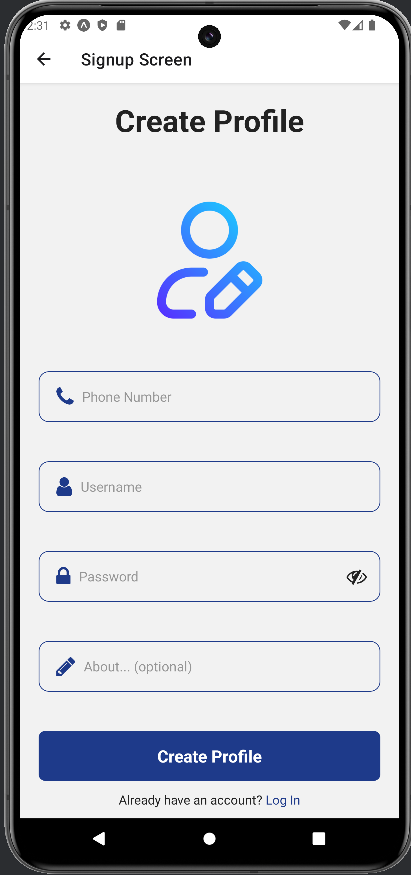 2:31
Signup Screen
Create Profile
Phone Number
Username
Password
About... (optional)
Create Profile
Already have an account? Log In